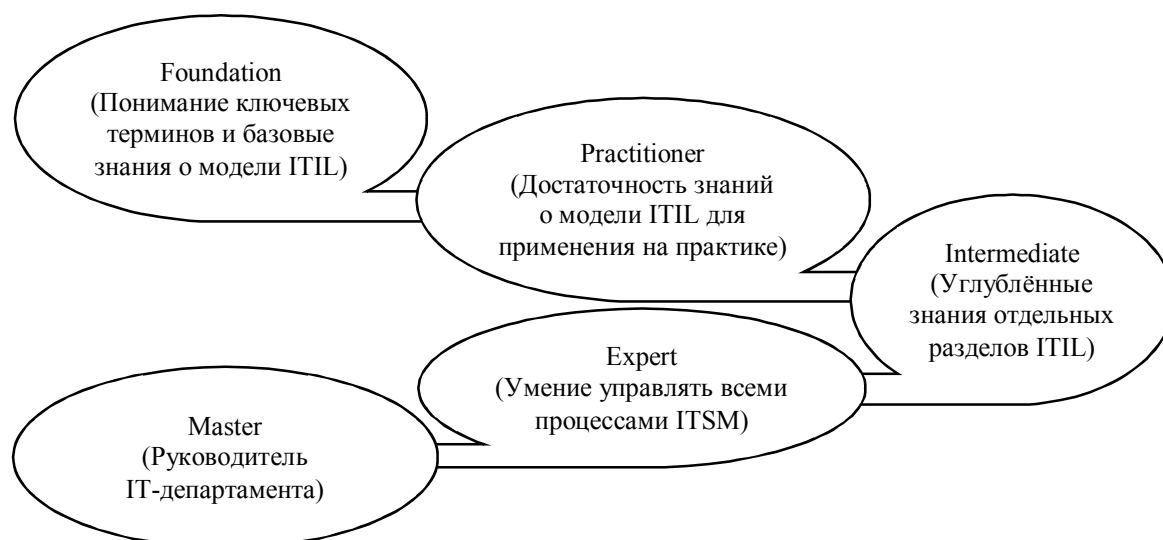 Foundation
(Понимание ключевых
терминов и базовые
знания о модели ITIL)
Practitioner
(Достаточность знаний
о модели ITIL для
применения на практике)
Intermediate
(Углублённые
знания отдельных
разделов ITIL)
Expert
(Умение управлять всеми
процессами ITSM)
Master
(Руководитель
IT-департамента)